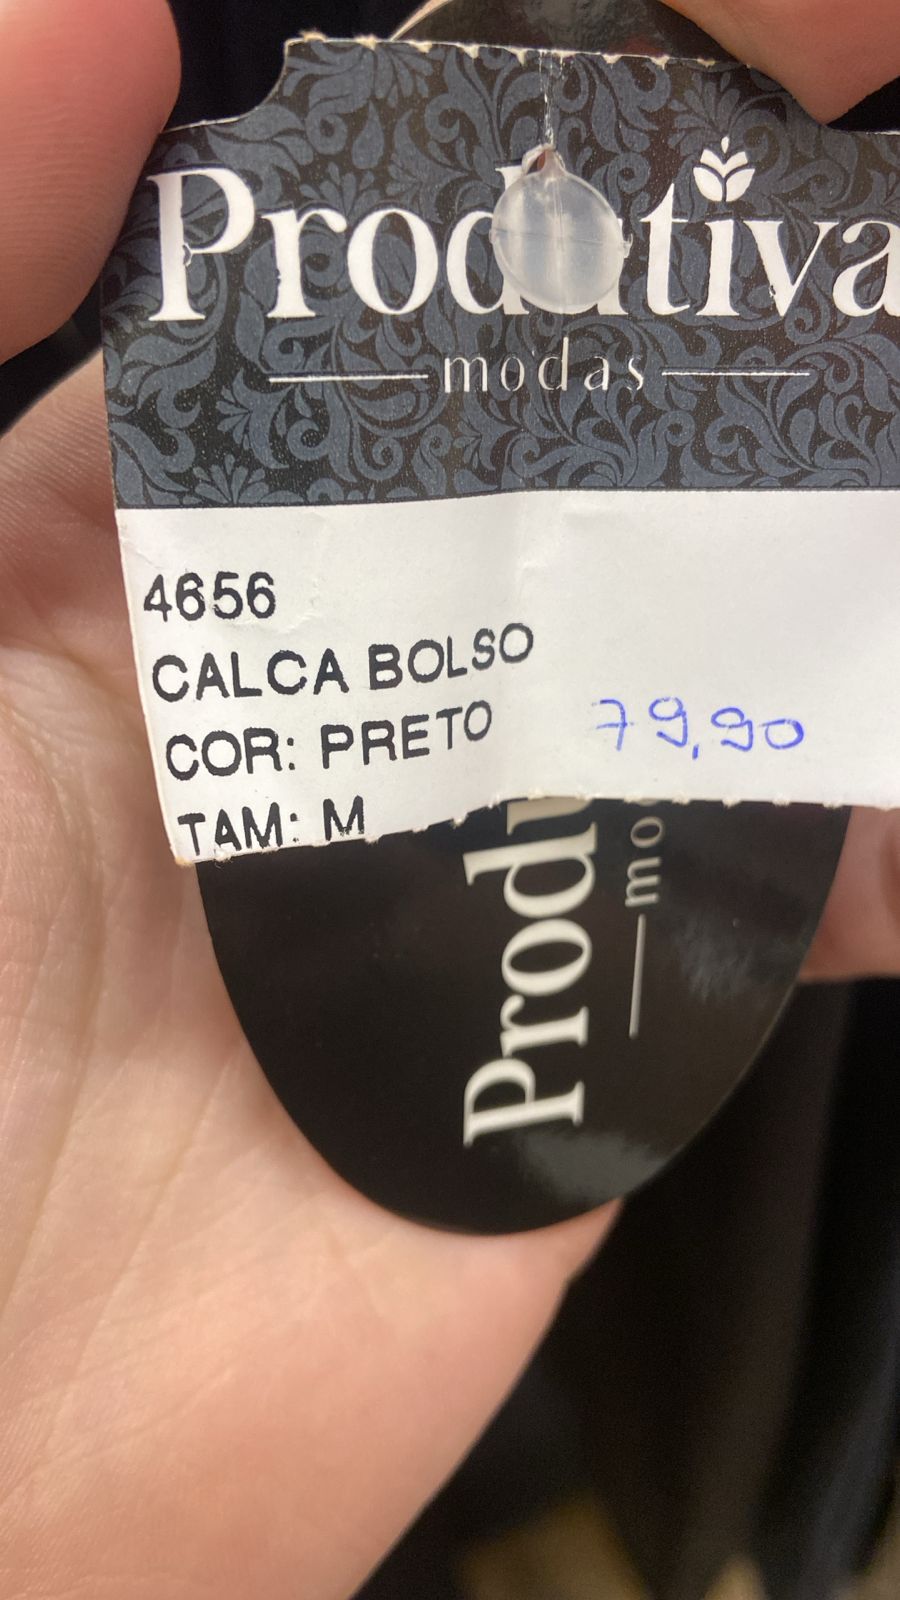 Produtiva
modas
4656
CALCA BOLSO
COR: PRETO 79,90
TAM: M
Produ
mo